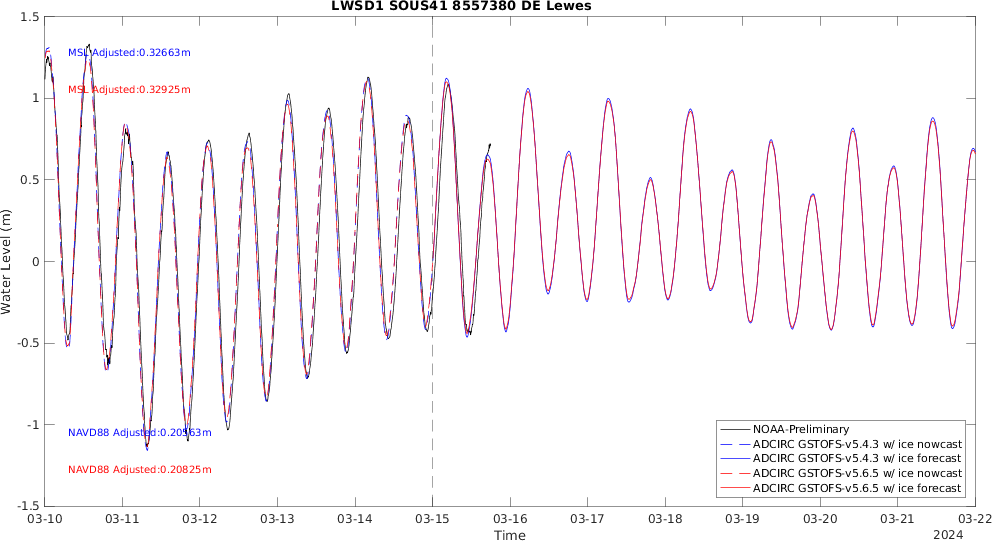 LWSD1 SOUS41 8557380 DE Lewes
MSL Adjusted:0.32663m
MSL Adjusted:0.32925m
NAVD88 Adjusted:0.20563m
NAVD88 Adjusted:0.20825m
Water Level (m)
1.5
1
0.5
0
-0.5
-1
-1.5
NOAA-Preliminary
ADCIRC GSTOFS-v5.4.3 w/ ice nowcast
ADCIRC GSTOFS-v5.4.3 w/ ice forecast
ADCIRC GSTOFS-v5.6.5 w/ ice nowcast
ADCIRC GSTOFS-v5.6.5 w/ ice forecast
03-10 03-11 03-12 03-13 03-14 03-15 03-16 03-17 03-18 03-19 03-20 03-21 03-22
Time
2024